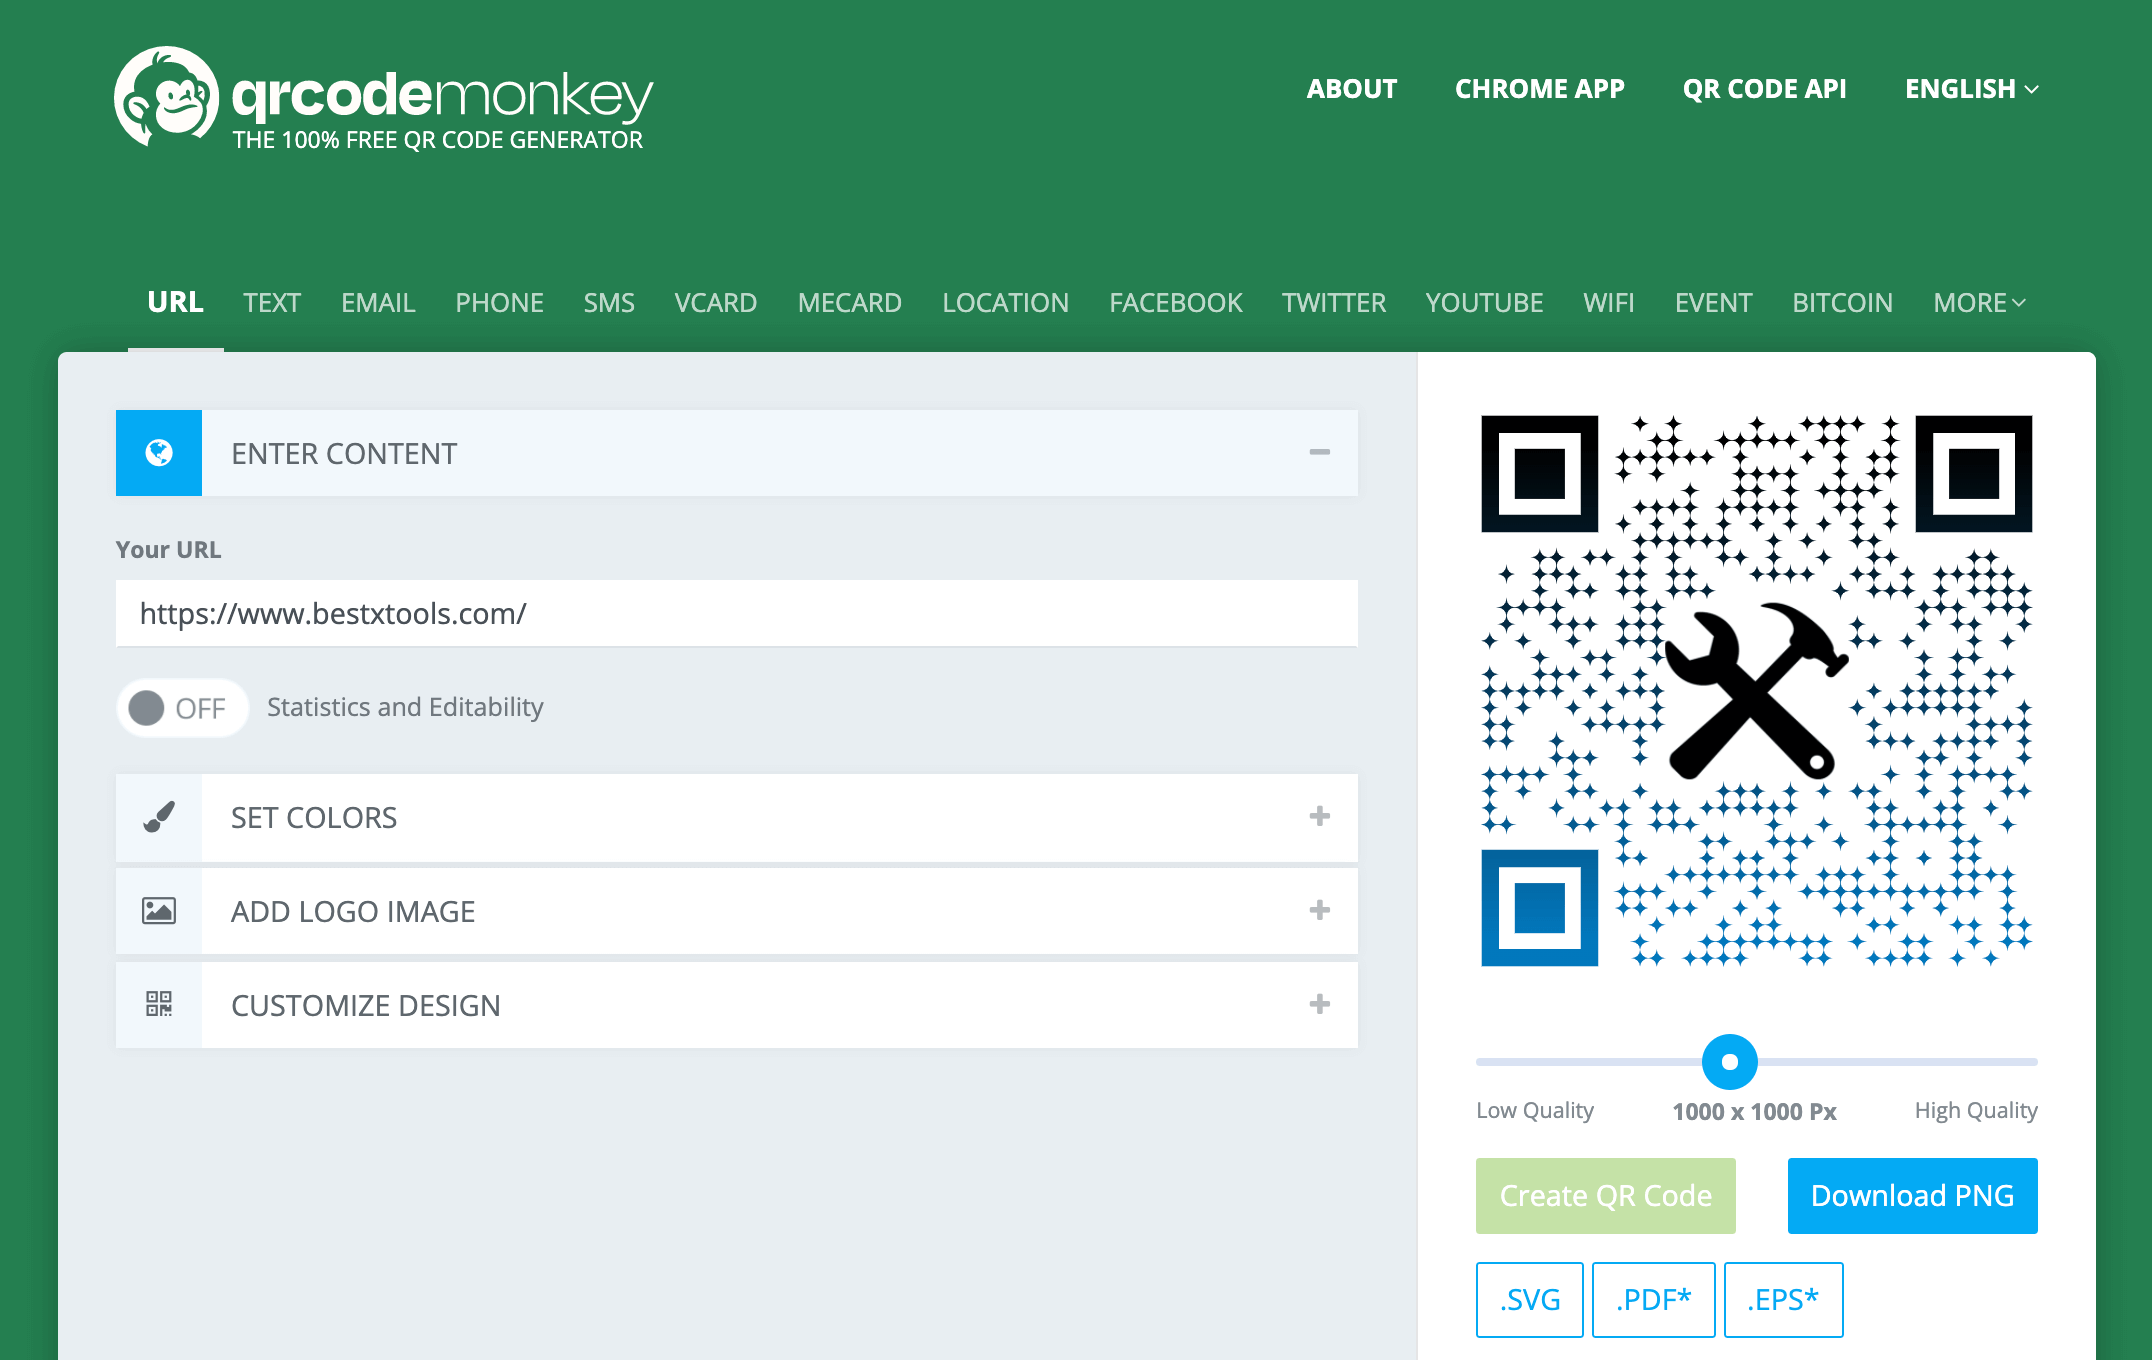 qrcodemonkey
THE 100% FREE QR CODE GENERATOR
ABOUT CHROME APP QR CODE API ENGLISH
URL TEXT EMAIL PHONE SMS VCARD MECARD LOCATION FACEBOOK TWITTER YOUTUBE WIFI EVENT BITCOIN MORE
ENTER CONTENT
Your URL
https://www.bestxtools.com/
OFF Statistics and Editability
SET COLORS
ADD LOGO IMAGE
CUSTOMIZE DESIGN
Low Quality 1000 x 1000 Px High Quality
Create QR Code Download PNG
.SVG .PDF* .EPS*